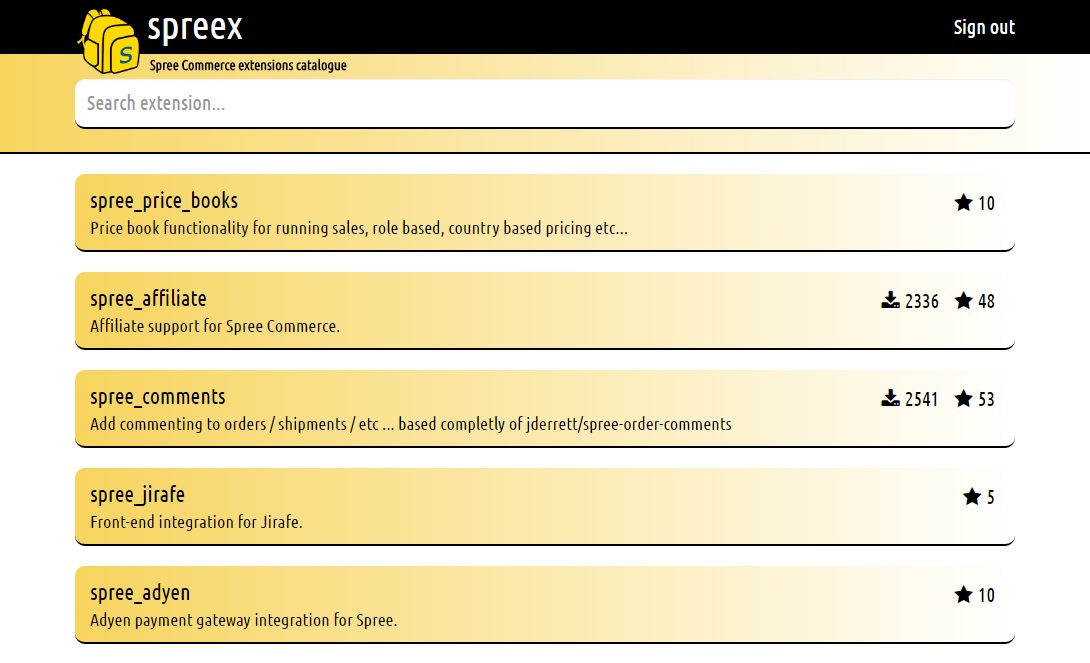 spreex
Sign out
S
Spree Commerce extensions catalogue
Search extension...
spree_price_books
10
Price book functionality for running sales, role based, country based pricing etc...
spree_affiliate
2336 48
Affiliate support for Spree Commerce.
spree_comments
2541 53
Add commenting to orders / shipments / etc ... based completly of jderrett/spree-order-comments
spree_jirafe
5
Front-end integration for Jirafe.
spree_adyen
10
Adyen payment gateway integration for Spree.